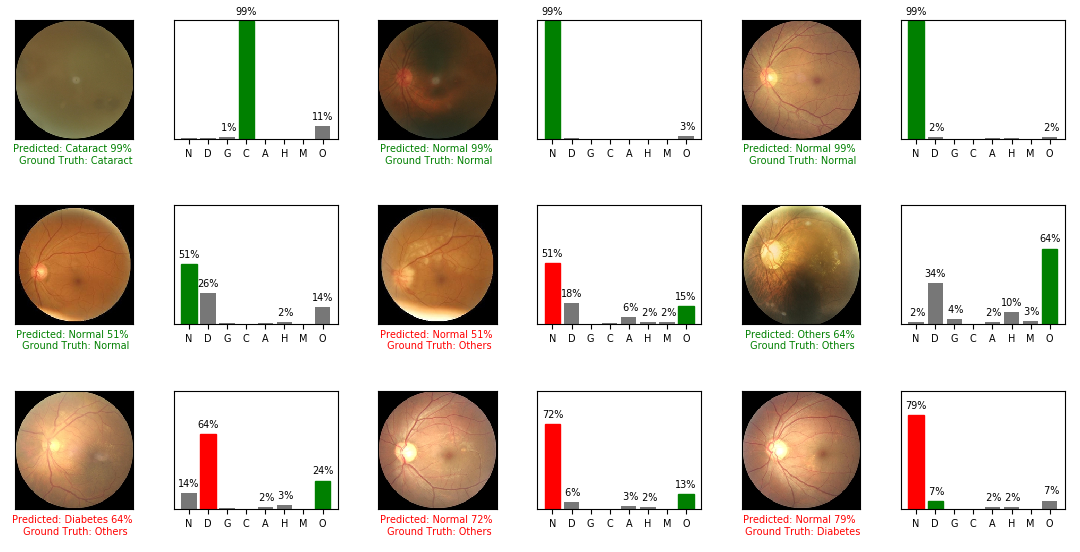 99%
1%
11%
N D G C A H M O
Predicted: Cataract 99%
Ground Truth: Cataract
99%
3%
N D G C A H M O
Predicted: Normal 99%
Ground Truth: Normal
99%
2%
2%
N D G C A H M O
Predicted: Normal 99%
Ground Truth: Normal
51%
26%
2%
14%
N D G C A H M O
Predicted: Normal 51%
Ground Truth: Normal
51%
18%
6%
2%
2%
15%
N D G C A H M O
Predicted: Normal 51%
Ground Truth: Others
2%
34%
4%
2%
10%
3%
64%
N D G C A H M O
Predicted: Others 64%
Ground Truth: Others
14%
64%
2%
3%
24%
N D G C A H M O
Predicted: Diabetes 64%
Ground Truth: Others
72%
6%
3%
2%
13%
N D G C A H M O
Predicted: Normal 72%
Ground Truth: Others
79%
7%
2%
2%
7%
N D G C A H M O
Predicted: Normal 79%
Ground Truth: Diabetes